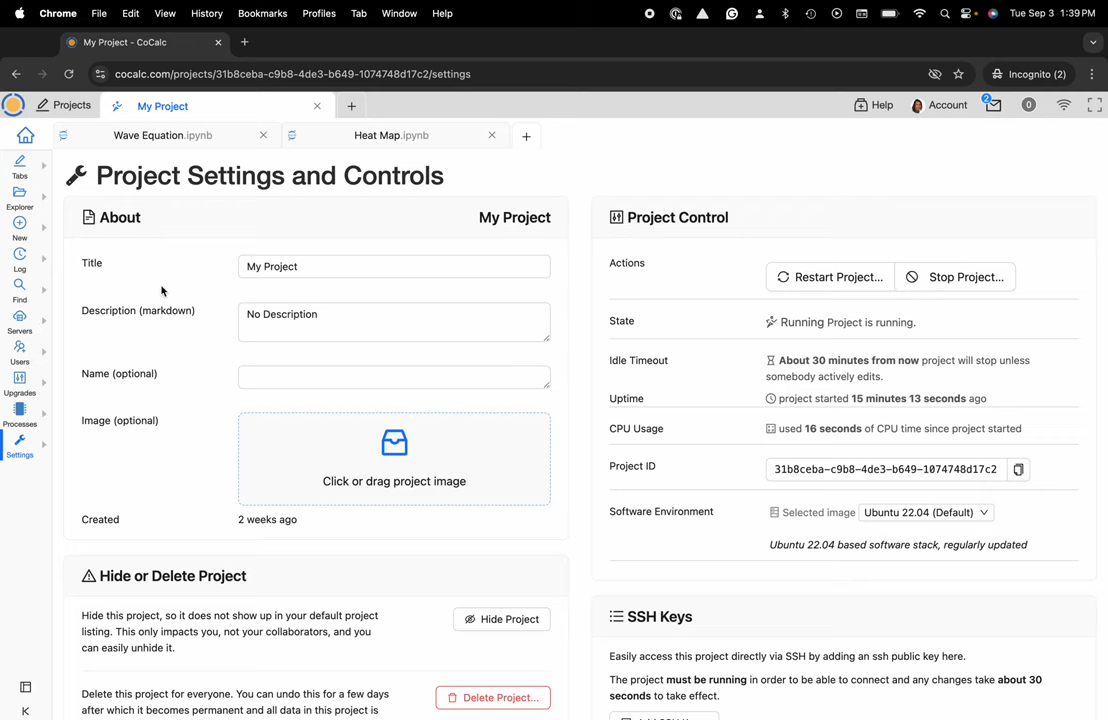 Chrome File Edit View History Bookmarks Profiles Tab Window Help Tue Sep 3 1:39 PM
My Project - CoCalc
cocalc.com/projects/31b8ceba-c9b8-4de3-b649-1074748d17c2/settings Incognito (2)
Projects My Project Help Account 2 0
Wave Equation.ipynb Heat Map.ipynb
Tabs
Explorer
New
Log
Find
Servers
Users
Upgrades
Processes
Settings
Project Settings and Controls
About My Project
Title My Project
Description (markdown) No Description
Name (optional)
Image (optional)
Click or drag project image
Created 2 weeks ago
Hide or Delete Project
Hide this project, so it does not show up in your default project
listing. This only impacts you, not your collaborators, and you
can easily unhide it.
Hide Project
Delete this project for everyone. You can undo this for a few days
after which it becomes permanent and all data in this project is
Delete Project...
Project Control
Actions Restart Project... Stop Project...
State Running Project is running.
Idle Timeout About 30 minutes from now project will stop unless
somebody actively edits.
Uptime project started 15 minutes 13 seconds ago
CPU Usage used 16 seconds of CPU time since project started
Project ID 31b8ceba-c9b8-4de3-b649-1074748d17c2
Software Environment Selected image Ubuntu 22.04 (Default)
Ubuntu 22.04 based software stack, regularly updated
SSH Keys
Easily access this project directly via SSH by adding an ssh public key here.
The project must be running in order to be able to connect and any changes take about 30
seconds to take effect.